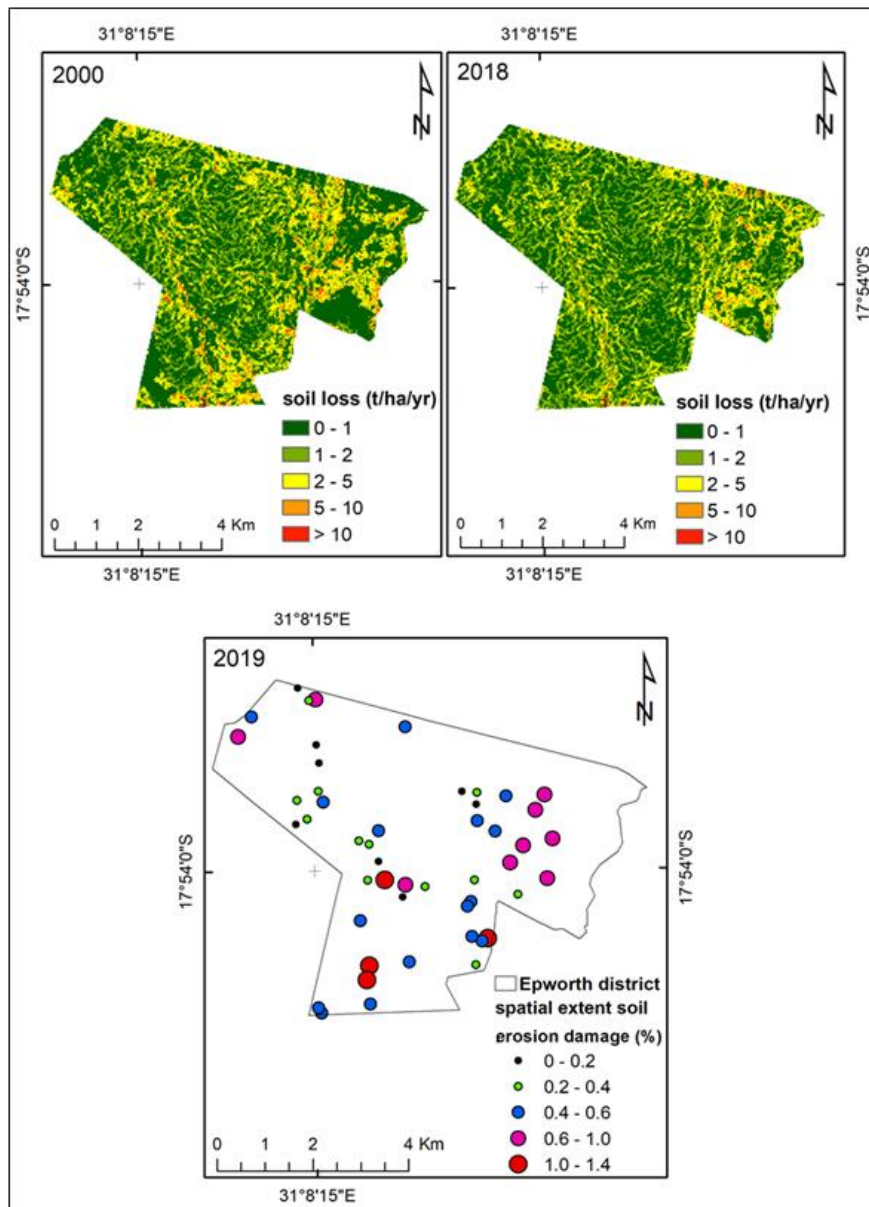 31°8'15"E
2000
N
17°54'0"S
soil loss (t/ha/yr)
0 - 1
1 - 2
2 - 5
5 - 10
> 10
0 1 2 4 Km
31°8'15"E
31°8'15"E
2018
N
17°54'0"S
soil loss (t/ha/yr)
0 - 1
1 - 2
2 - 5
5 - 10
> 10
0 1 2 4 Km
31°8'15"E
31°8'15"E
2019
N
17°54'0"S
17°54'0"S
Epworth district
spatial extent soil
erosion damage (%)
0 - 0.2
0.2 - 0.4
0.4 - 0.6
0.6 - 1.0
1.0 - 1.4
0 1 2 4 Km
31°8'15"E